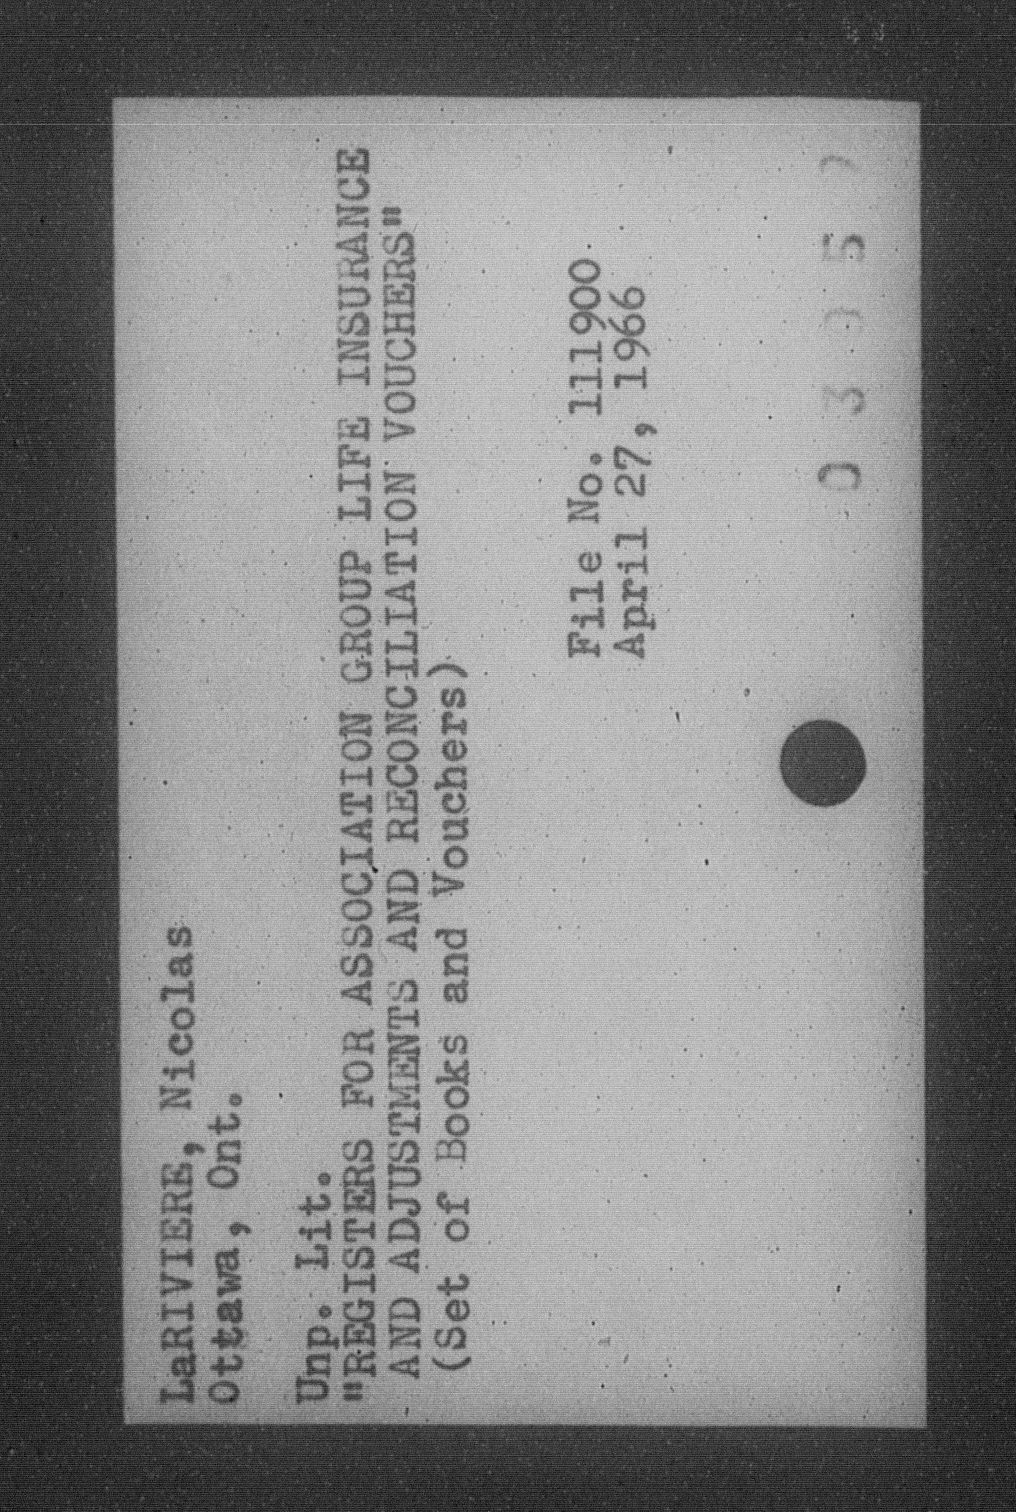 LaRIVIERE, Nicolas
Ottawa, Ont.
Unp. Lit.
"REGISTERS FOR ASSOCIATION GROUP LIFE INSURANCE
AND ADJUSTMENTS AND RECONCILIATION VOUCHERS"
(Set of Books and Vouchers)
File No. 111900
April 27, 1966